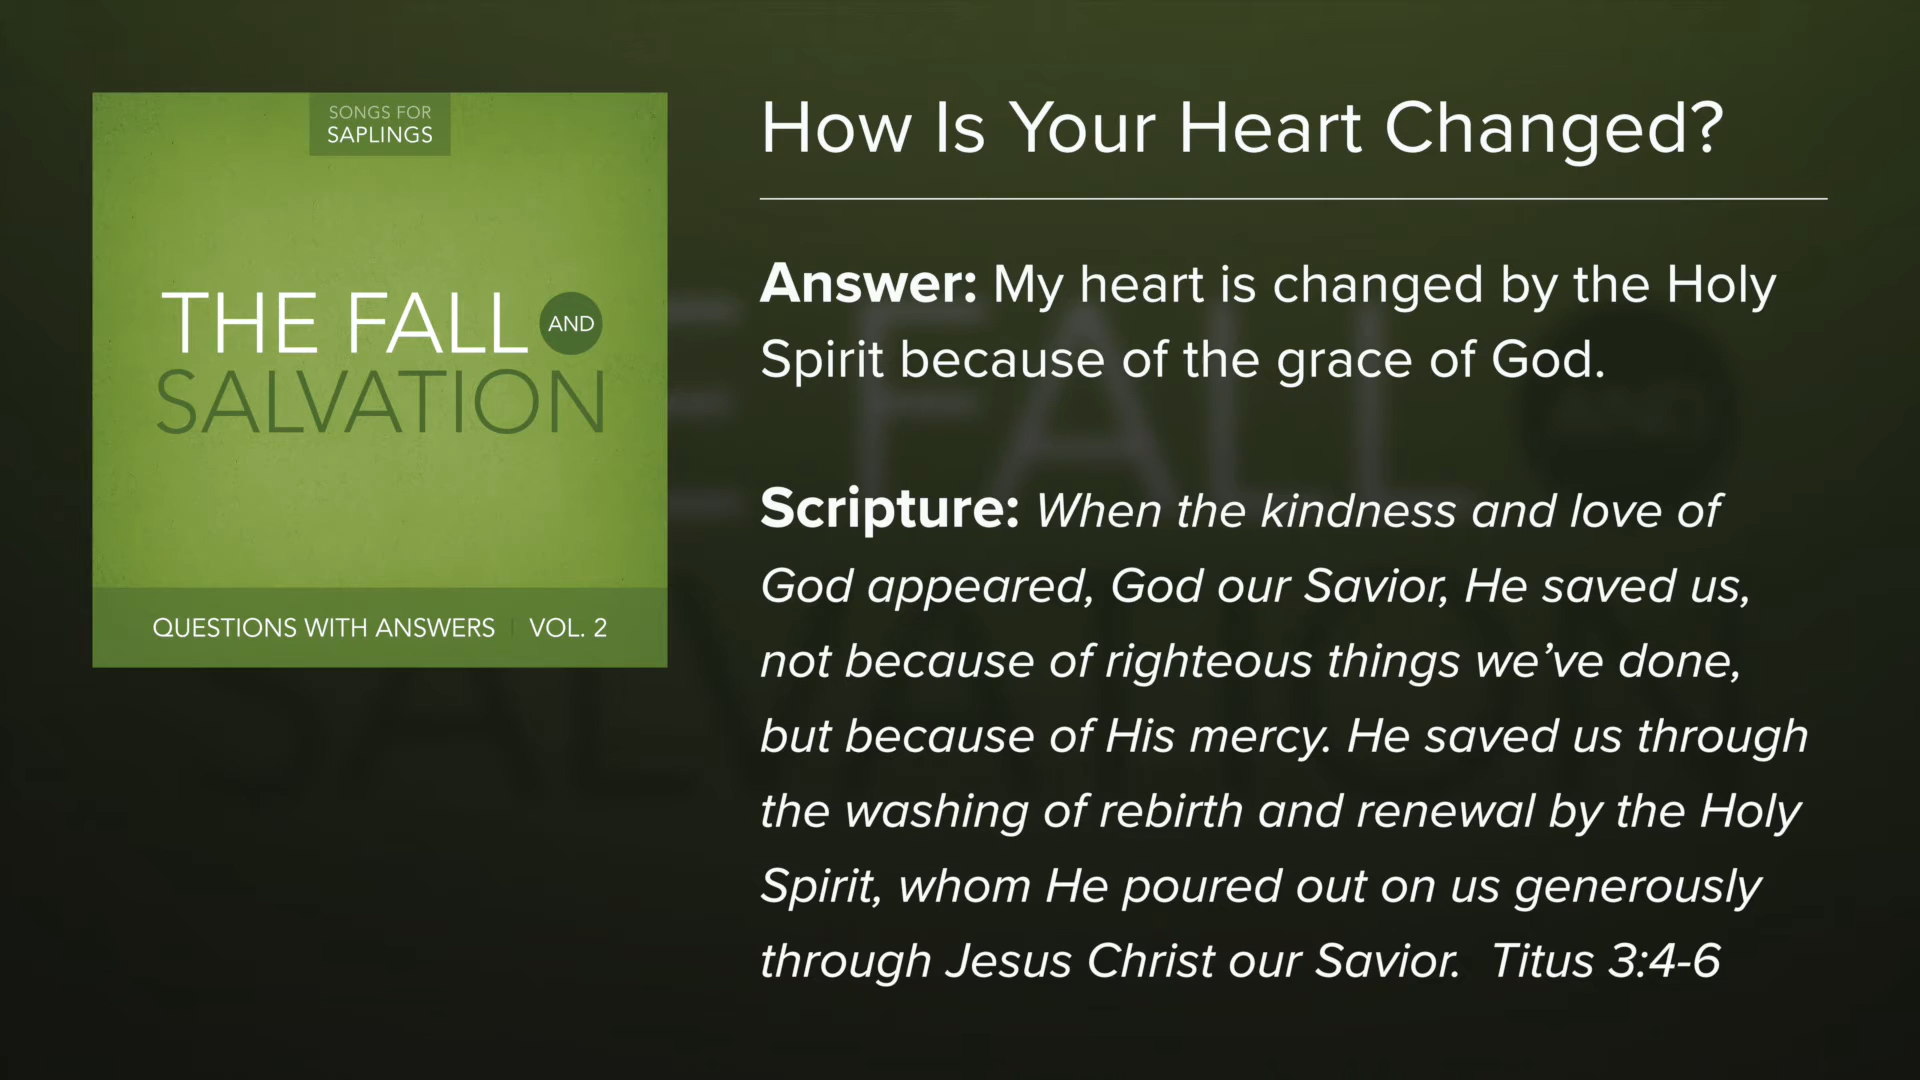 SONGS FOR
SAPLINGS
THE FALL AND
SALVATION
QUESTIONS WITH ANSWERS | VOL. 2
How Is Your Heart Changed?
Answer: My heart is changed by the Holy
Spirit because of the grace of God.
Scripture: When the kindness and love of
God appeared, God our Savior, He saved us,
not because of righteous things we’ve done,
but because of His mercy. He saved us through
the washing of rebirth and renewal by the Holy
Spirit, whom He poured out on us generously
through Jesus Christ our Savior.  Titus 3:4-6